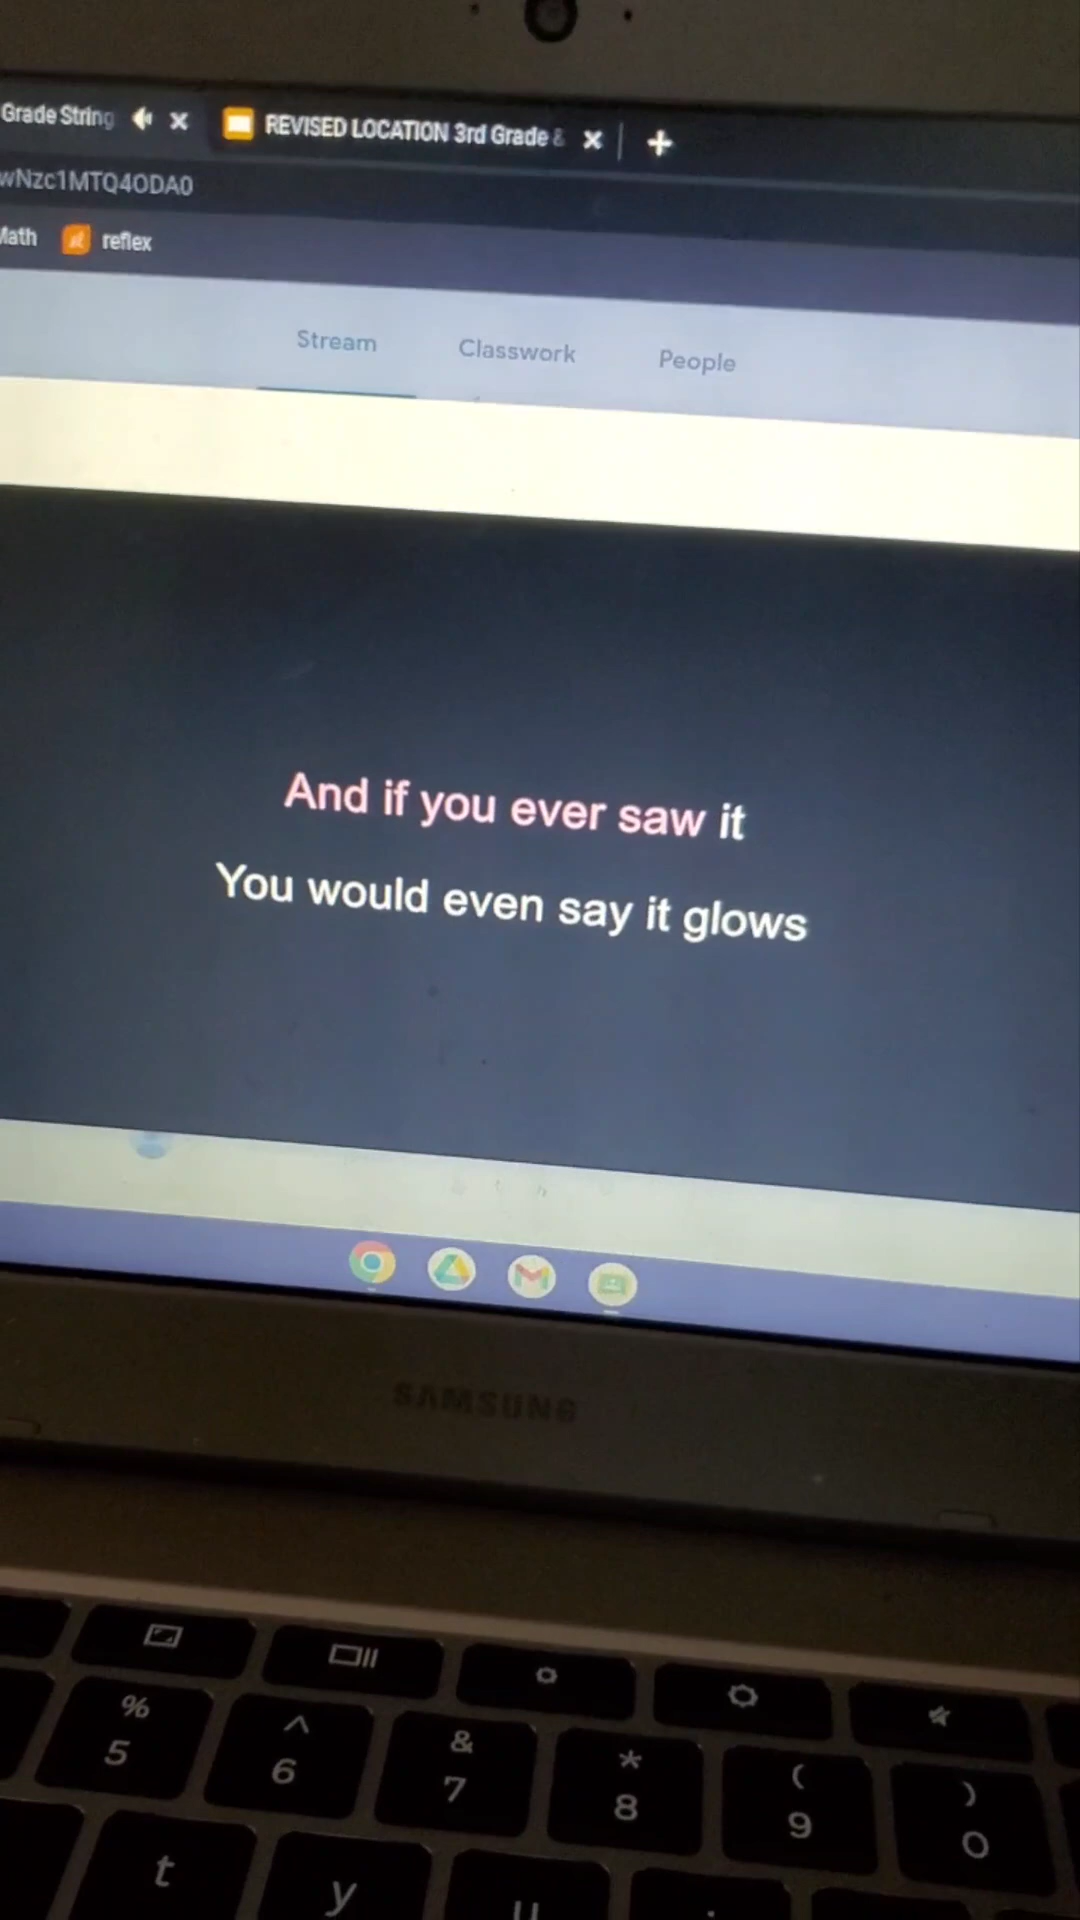 Grade String
REVISED LOCATION 3rd Grade &
wNzc1MTQ4ODA0
Math
reflex
Stream
Classwork
People
And if you ever saw it
You would even say it glows
SAMSUNG
%
5
^
6
&
7
*
8
(
9
)
0
t
y
u